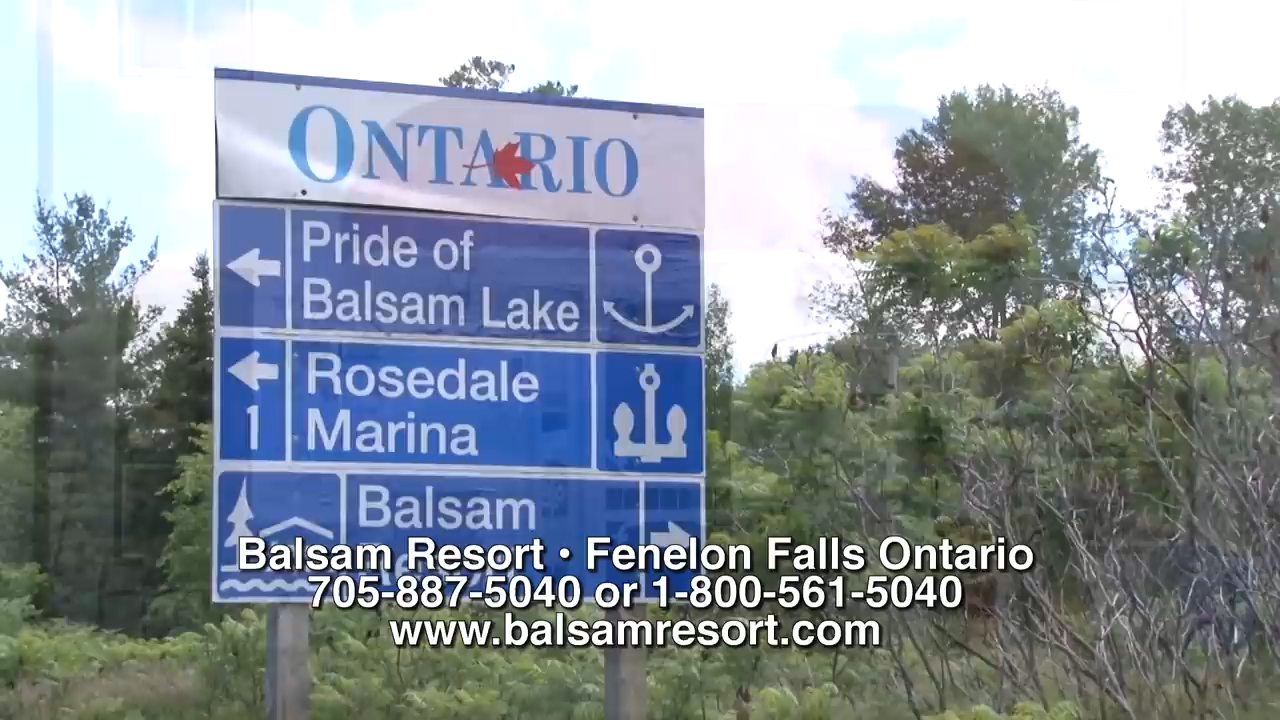 ONTARIO
Pride of
Balsam Lake
Rosedale
1
Marina
Balsam
Balsam Resort • Fenelon Falls Ontario
705-887-5040 or 1-800-561-5040
www.balsamresort.com